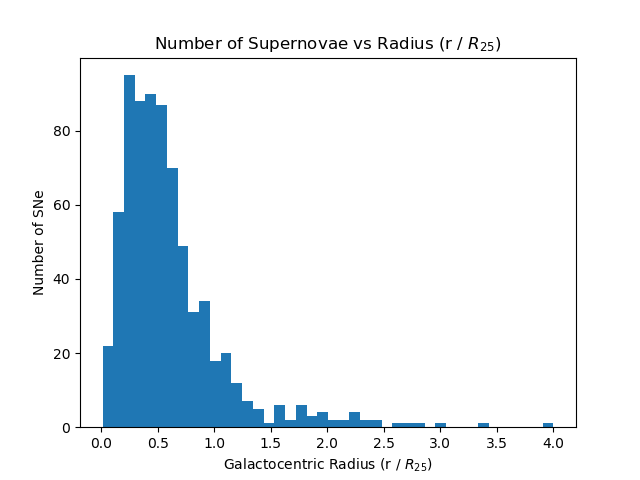 Number of Supernovae vs Radius (r / R25)
Number of SNe
80
60
40
20
0
0.0 0.5 1.0 1.5 2.0 2.5 3.0 3.5 4.0
Galactocentric Radius (r / R25)